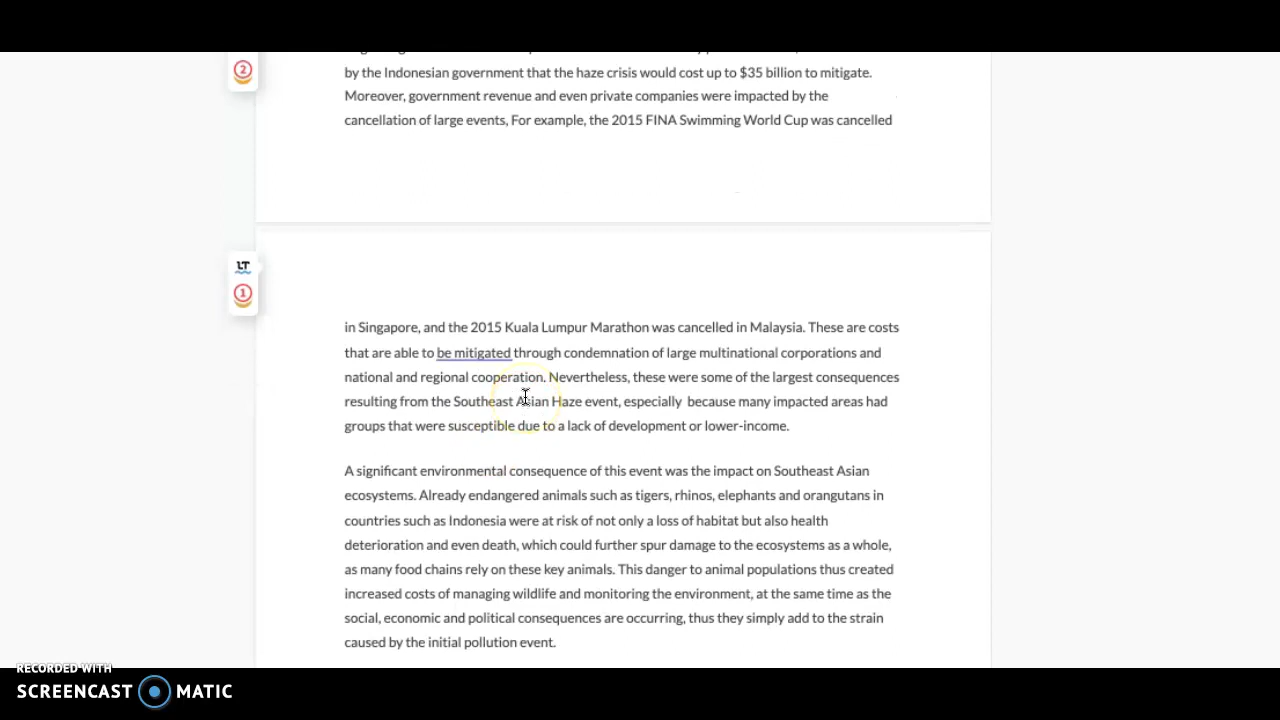 2
by the Indonesian government that the haze crisis would cost up to $35 billion to mitigate.
Moreover, government revenue and even private companies were impacted by the
cancellation of large events, For example, the 2015 FINA Swimming World Cup was cancelled
LT
1
in Singapore, and the 2015 Kuala Lumpur Marathon was cancelled in Malaysia. These are costs
that are able to be mitigated through condemnation of large multinational corporations and
national and regional cooperation. Nevertheless, these were some of the largest consequences
resulting from the Southeast Asian Haze event, especially  because many impacted areas had
groups that were susceptible due to a lack of development or lower-income.
A significant environmental consequence of this event was the impact on Southeast Asian
ecosystems. Already endangered animals such as tigers, rhinos, elephants and orangutans in
countries such as Indonesia were at risk of not only a loss of habitat but also health
deterioration and even death, which could further spur damage to the ecosystems as a whole,
as many food chains rely on these key animals. This danger to animal populations thus created
increased costs of managing wildlife and monitoring the environment, at the same time as the
social, economic and political consequences are occurring, thus they simply add to the strain
caused by the initial pollution event.
RECORDED WITH
SCREENCAST MATIC